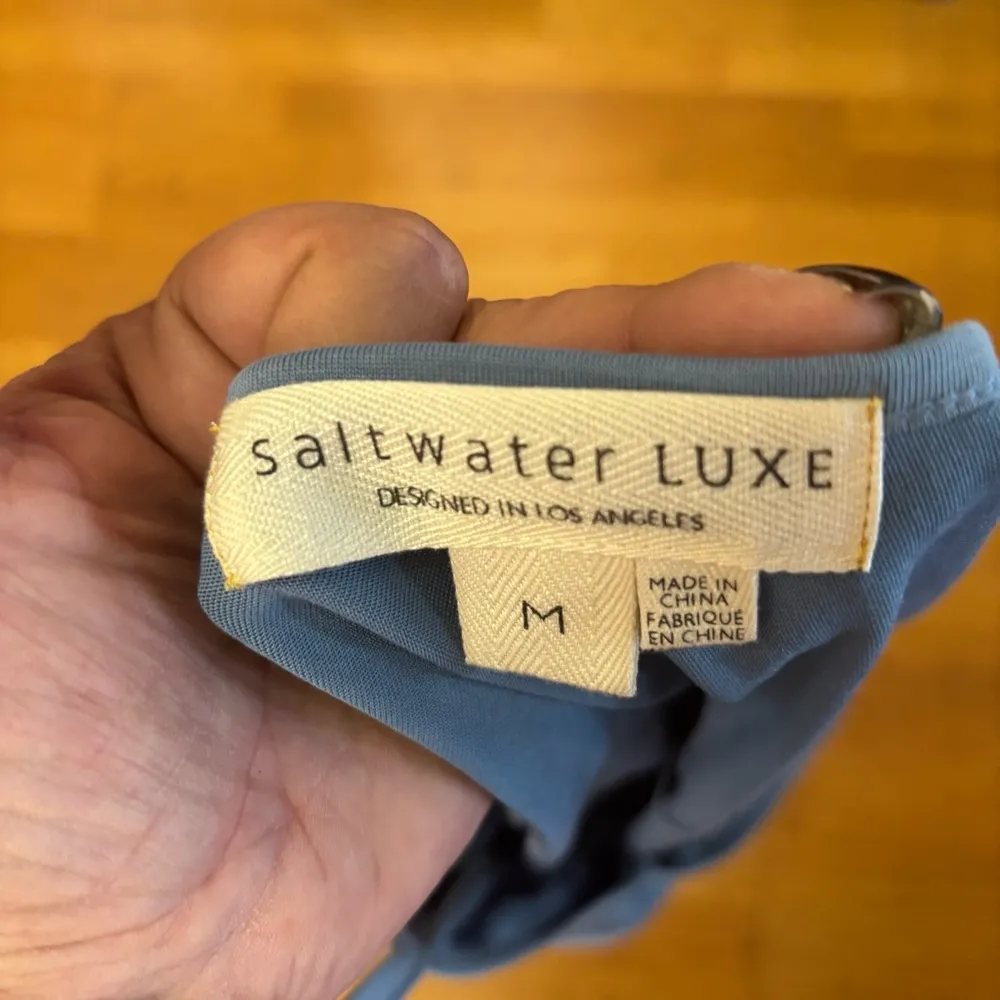 saltwater LUXE
DESIGNED IN LOS ANGELES
M
MADE IN
CHINA
FABRIQUÉ
EN CHINE